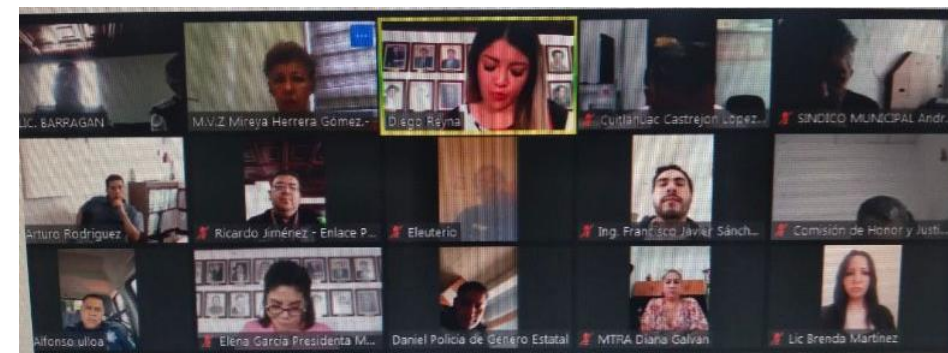 LIC. BARRAGAN
M.V.Z Mireya Herrera Gómez.-
Diego Reyna
Cuitlahuac Castrejon López...
SINDICO MUNICIPAL Andr.
Arturo Rodriguez
Ricardo Jiménez - Enlace P...
Eleuterio
Ing. Francisco Javier Sánch...
Comisión de Honor y Justi...
Alfonso ulloa
Elena García Presidenta M...
Daniel Policia de Genero Estatal
MTRA Diana Galvan
Lic Brenda Martínez